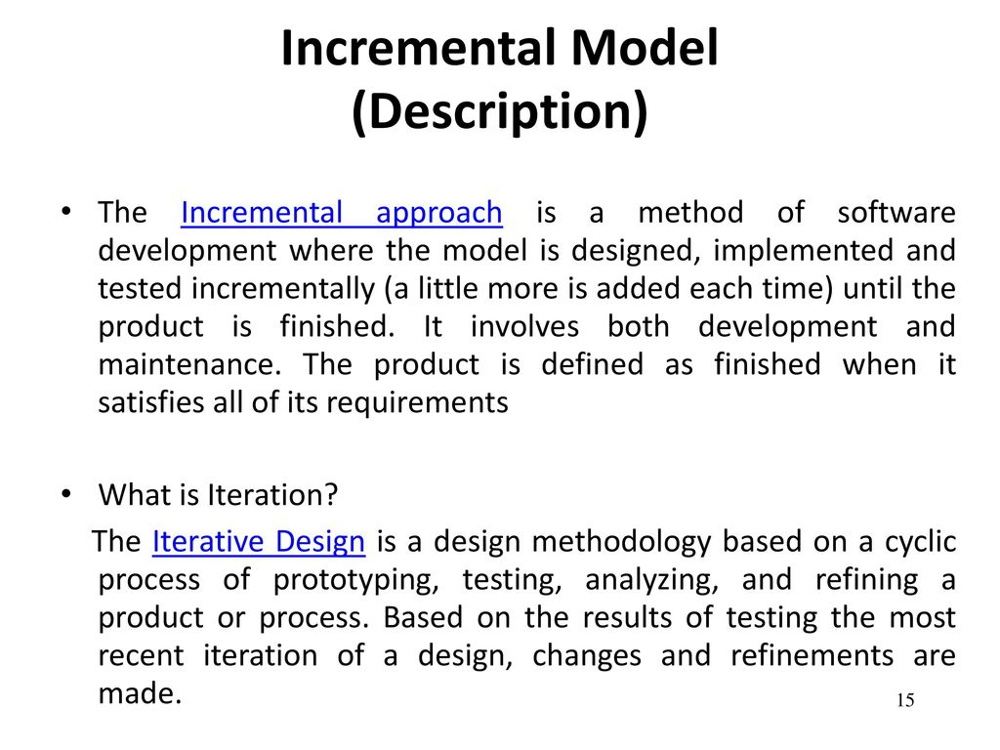 Incremental Model
(Description)
• The Incremental approach is a method of software
development where the model is designed, implemented and
tested incrementally (a little more is added each time) until the
product is finished. It involves both development and
maintenance. The product is defined as finished when it
satisfies all of its requirements
• What is Iteration?
The Iterative Design is a design methodology based on a cyclic
process of prototyping, testing, analyzing, and refining a
product or process. Based on the results of testing the most
recent iteration of a design, changes and refinements are
made.
15